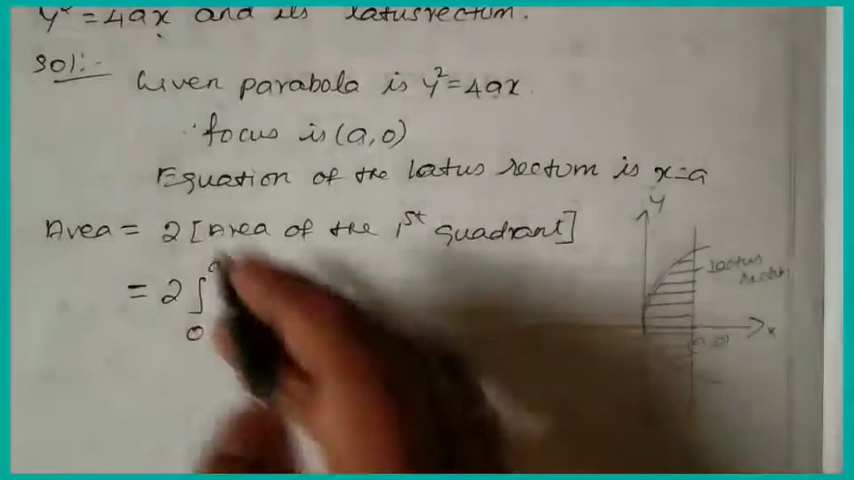 y² = 4ax and its latusrectum.
Sol:-
Given parabola is y²=4ax.
focus is (a,0)
Equation of the latus rectum is x=a
Area = 2 [Area of the 1st quadrant]
= 2 ∫₀ᵃ
y
latus rectum
(a,0)
x